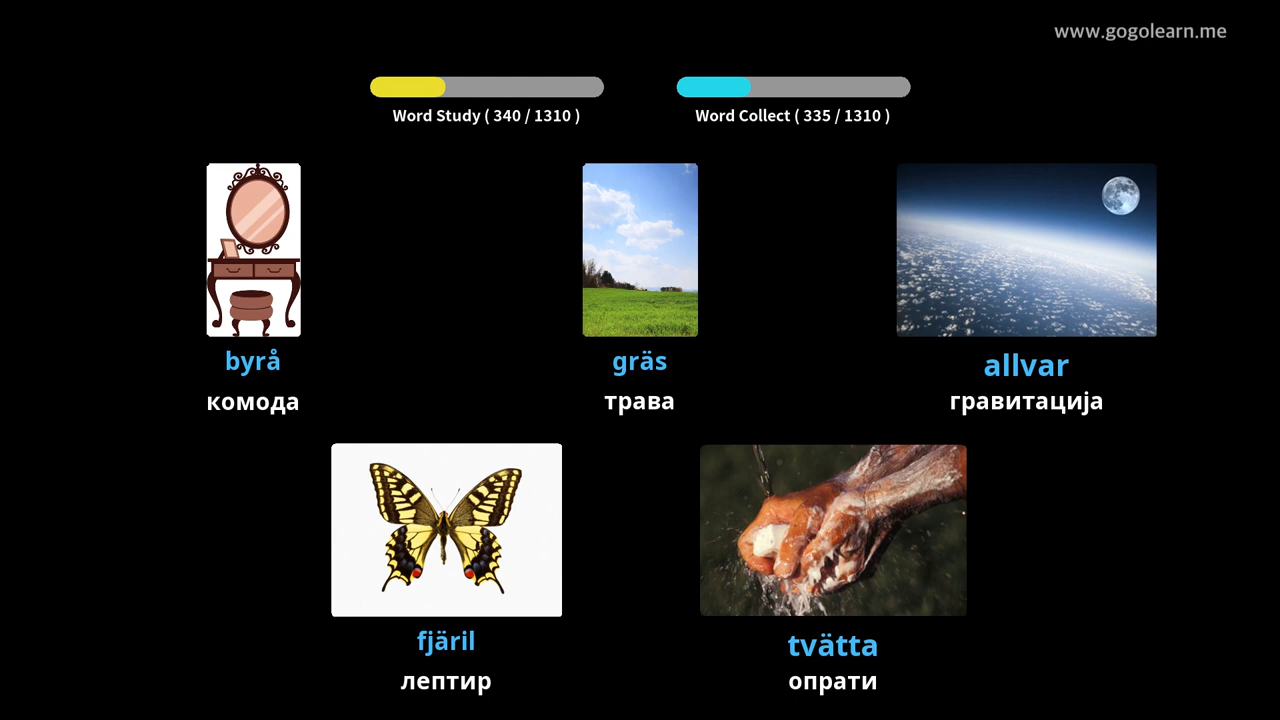 www.gogolearn.me
Word Study ( 340 / 1310 )
Word Collect ( 335 / 1310 )
byrå
gräs
allvar
комода
трава
гравитација
fjäril
tvätta
лептир
опрати